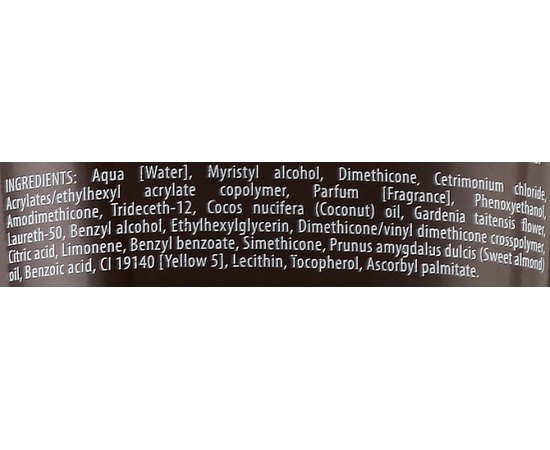 INGREDIENTS: Aqua [Water], Myristyl alcohol, Dimethicone, Cetrimonium chloride,
Acrylates/ethylhexyl acrylate copolymer, Parfum [Fragrance], Phenoxyethanol,
Amodimethicone, Trideceth-12, Cocos nucifera (Coconut) oil, Gardenia taitensis flower,
Laureth-50, Benzyl alcohol, Ethylhexylglycerin, Dimethicone/vinyl dimethicone crosspolymer,
Citric acid, Limonene, Benzyl benzoate, Simethicone, Prunus amygdalus dulcis (Sweet almond)
oil, Benzoic acid, CI 19140 [Yellow 5], Lecithin, Tocopherol, Ascorbyl palmitate.